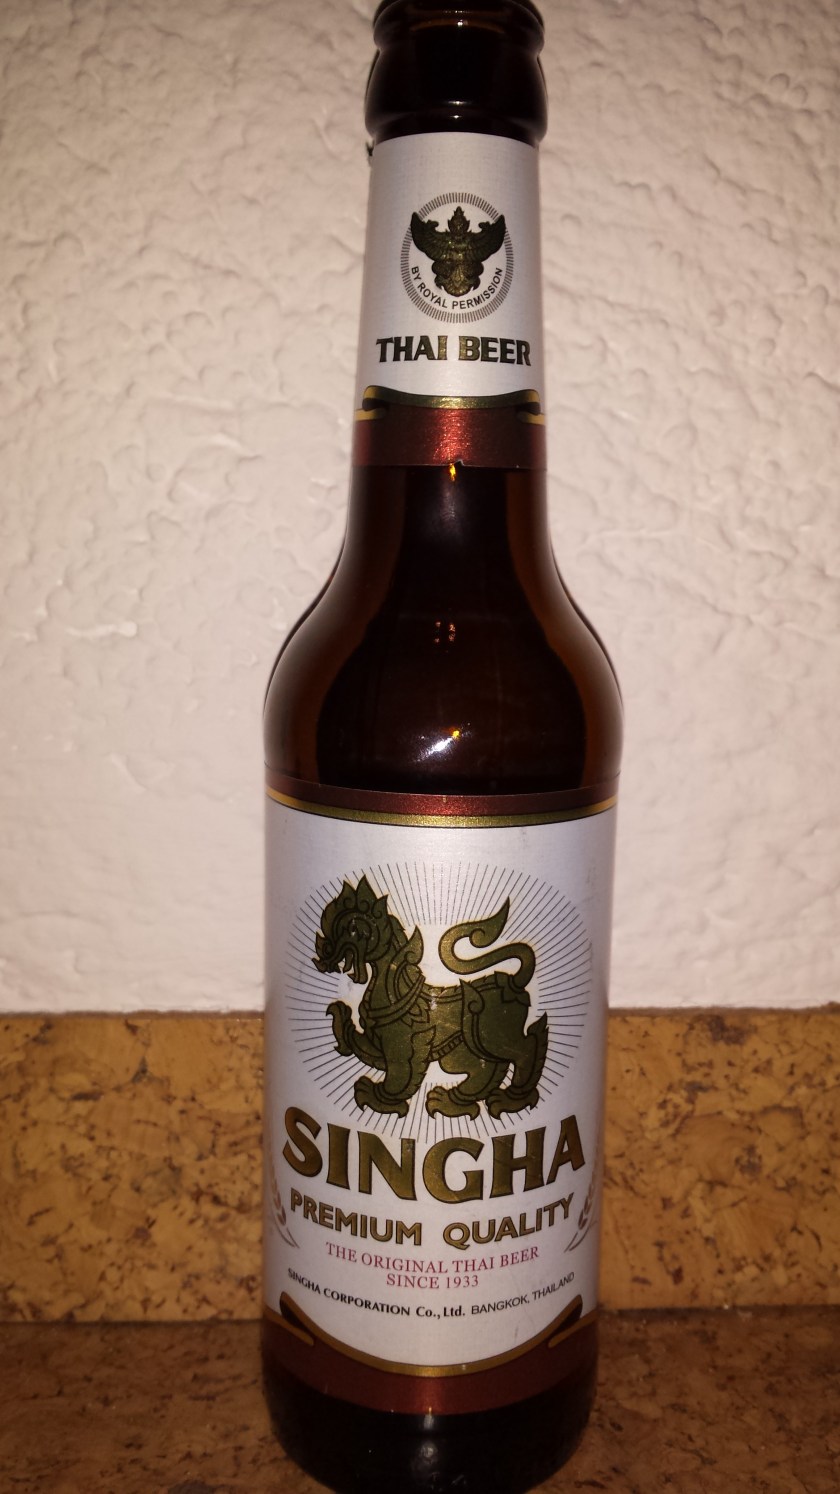 BY ROYAL PERMISSION
THAI BEER
SINGHA
PREMIUM QUALITY
THE ORIGINAL THAI BEER
SINCE 1933
SINGHA CORPORATION Co., Ltd. BANGKOK, THAILAND